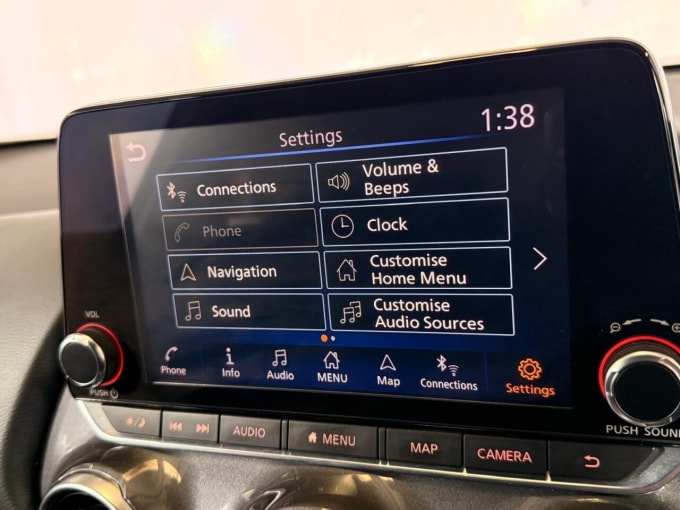 Settings
1:38
Connections
Volume &
Beeps
Phone
Clock
Navigation
Customise
Home Menu
Sound
Customise
Audio Sources
Phone
Info
Audio
MENU
Map
Connections
Settings
VOL
PUSH
PUSH SOUND
AUDIO
MENU
MAP
CAMERA